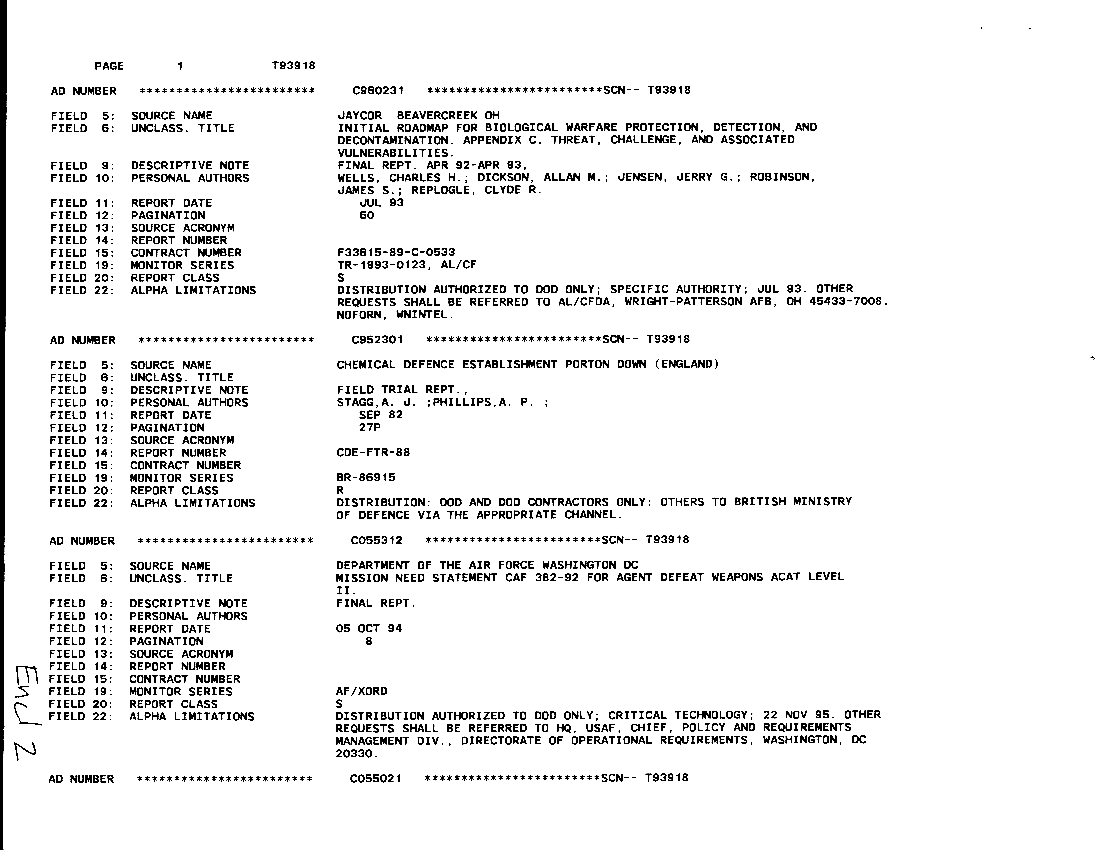 PAGE 1 T93918
AD NUMBER ************************ C960231 ************************SCN-- T93918
FIELD 5: SOURCE NAME JAYCOR BEAVERCREEK OH
FIELD 6: UNCLASS. TITLE INITIAL ROADMAP FOR BIOLOGICAL WARFARE PROTECTION, DETECTION, AND
DECONTAMINATION. APPENDIX C. THREAT, CHALLENGE, AND ASSOCIATED
VULNERABILITIES.
FIELD 9: DESCRIPTIVE NOTE FINAL REPT. APR 92-APR 93,
FIELD 10: PERSONAL AUTHORS WELLS, CHARLES H.; DICKSON, ALLAN M.; JENSEN, JERRY G.; ROBINSON,
JAMES S.; REPLOGLE, CLYDE R.
FIELD 11: REPORT DATE JUL 93
FIELD 12: PAGINATION 60
FIELD 13: SOURCE ACRONYM
FIELD 14: REPORT NUMBER
FIELD 15: CONTRACT NUMBER F33615-89-C-0533
FIELD 19: MONITOR SERIES TR-1993-0123, AL/CF
FIELD 20: REPORT CLASS S
FIELD 22: ALPHA LIMITATIONS DISTRIBUTION AUTHORIZED TO DOD ONLY; SPECIFIC AUTHORITY; JUL 93. OTHER
REQUESTS SHALL BE REFERRED TO AL/CFDA, WRIGHT-PATTERSON AFB, OH 45433-7008.
NOFORN, WNINTEL.
AD NUMBER ************************ C952301 ************************SCN-- T93918
FIELD 5: SOURCE NAME CHEMICAL DEFENCE ESTABLISHMENT PORTON DOWN (ENGLAND)
FIELD 6: UNCLASS. TITLE
FIELD 9: DESCRIPTIVE NOTE FIELD TRIAL REPT.,
FIELD 10: PERSONAL AUTHORS STAGG,A. J. ;PHILLIPS,A. P. ;
FIELD 11: REPORT DATE SEP 82
FIELD 12: PAGINATION 27P
FIELD 13: SOURCE ACRONYM
FIELD 14: REPORT NUMBER CDE-FTR-88
FIELD 15: CONTRACT NUMBER
FIELD 19: MONITOR SERIES BR-86915
FIELD 20: REPORT CLASS R
FIELD 22: ALPHA LIMITATIONS DISTRIBUTION: DOD AND DOD CONTRACTORS ONLY: OTHERS TO BRITISH MINISTRY
OF DEFENCE VIA THE APPROPRIATE CHANNEL.
AD NUMBER ************************ C055312 ************************SCN-- T93918
FIELD 5: SOURCE NAME DEPARTMENT OF THE AIR FORCE WASHINGTON DC
FIELD 6: UNCLASS. TITLE MISSION NEED STATEMENT CAF 382-92 FOR AGENT DEFEAT WEAPONS ACAT LEVEL
II.
FIELD 9: DESCRIPTIVE NOTE FINAL REPT.
FIELD 10: PERSONAL AUTHORS
FIELD 11: REPORT DATE 05 OCT 94
FIELD 12: PAGINATION 8
FIELD 13: SOURCE ACRONYM
FIELD 14: REPORT NUMBER
FIELD 15: CONTRACT NUMBER
FIELD 19: MONITOR SERIES AF/XORD
FIELD 20: REPORT CLASS S
FIELD 22: ALPHA LIMITATIONS DISTRIBUTION AUTHORIZED TO DOD ONLY; CRITICAL TECHNOLOGY; 22 NOV 95. OTHER
REQUESTS SHALL BE REFERRED TO HQ, USAF, CHIEF, POLICY AND REQUIREMENTS
MANAGEMENT DIV., DIRECTORATE OF OPERATIONAL REQUIREMENTS, WASHINGTON, DC
20330.
AD NUMBER ************************ C055021 ************************SCN-- T93918
Encl 2